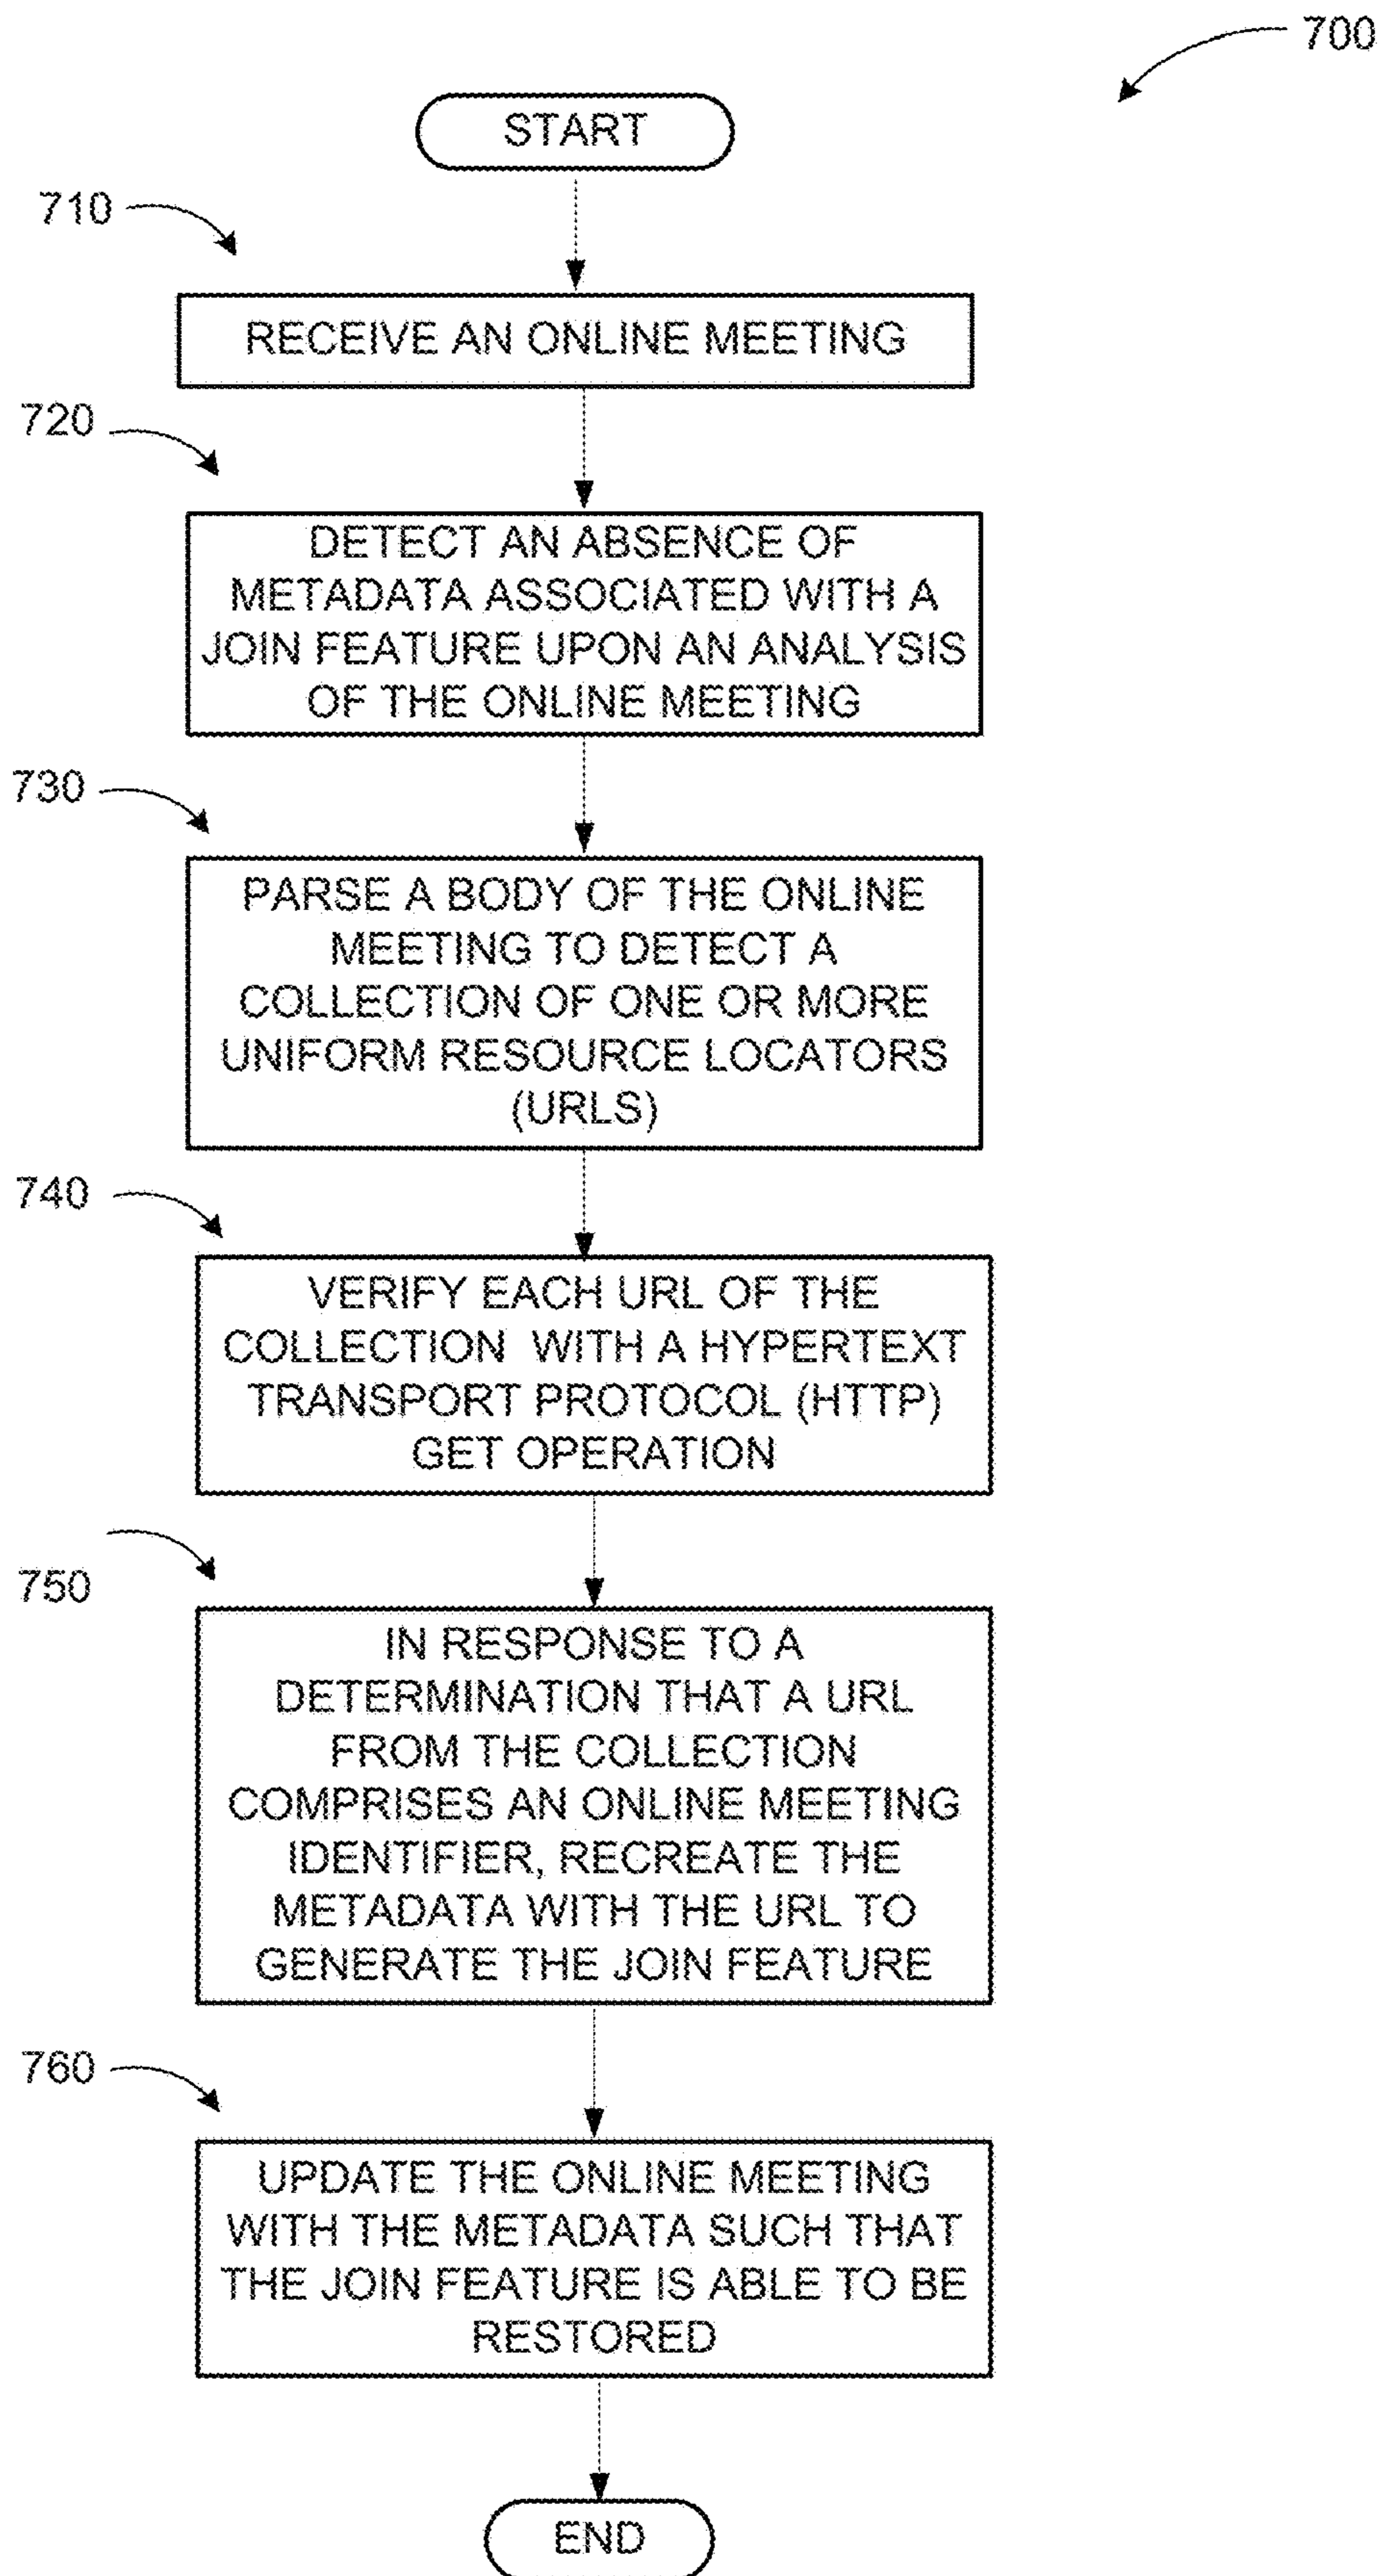 700
START
710
RECEIVE AN ONLINE MEETING
720
DETECT AN ABSENCE OF
METADATA ASSOCIATED WITH A
JOIN FEATURE UPON AN ANALYSIS
OF THE ONLINE MEETING
730
PARSE A BODY OF THE ONLINE
MEETING TO DETECT A
COLLECTION OF ONE OR MORE
UNIFORM RESOURCE LOCATORS
(URLS)
740
VERIFY EACH URL OF THE
COLLECTION WITH A HYPERTEXT
TRANSPORT PROTOCOL (HTTP)
GET OPERATION
750
IN RESPONSE TO A
DETERMINATION THAT A URL
FROM THE COLLECTION
COMPRISES AN ONLINE MEETING
IDENTIFIER, RECREATE THE
METADATA WITH THE URL TO
GENERATE THE JOIN FEATURE
760
UPDATE THE ONLINE MEETING
WITH THE METADATA SUCH THAT
THE JOIN FEATURE IS ABLE TO BE
RESTORED
END